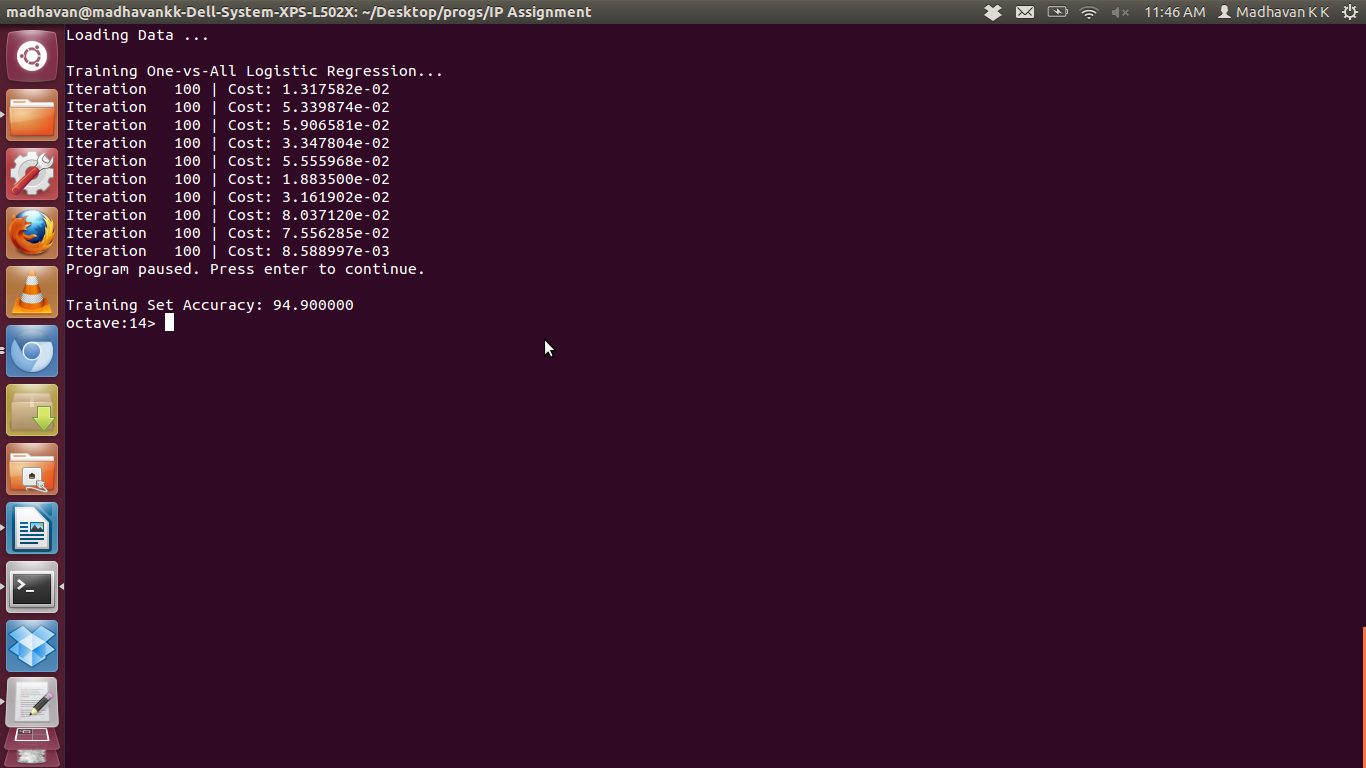 madhavan@madhavankk-Dell-System-XPS-L502X: ~/Desktop/progs/IP Assignment
11:46 AM
Madhavan K K
Loading Data ...
Training One-vs-All Logistic Regression...
Iteration   100 | Cost: 1.317582e-02
Iteration   100 | Cost: 5.339874e-02
Iteration   100 | Cost: 5.906581e-02
Iteration   100 | Cost: 3.347804e-02
Iteration   100 | Cost: 5.555968e-02
Iteration   100 | Cost: 1.883500e-02
Iteration   100 | Cost: 3.161902e-02
Iteration   100 | Cost: 8.037120e-02
Iteration   100 | Cost: 7.556285e-02
Iteration   100 | Cost: 8.588997e-03
Program paused. Press enter to continue.
Training Set Accuracy: 94.900000
octave:14>